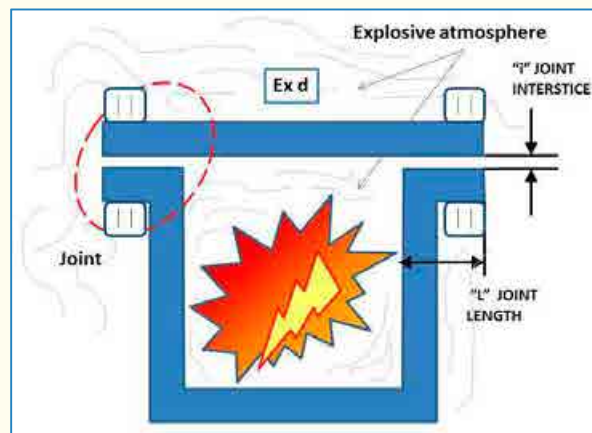 Explosive atmosphere
Ex d
"i" JOINT
INTERSTICE
Joint
"L" JOINT
LENGTH